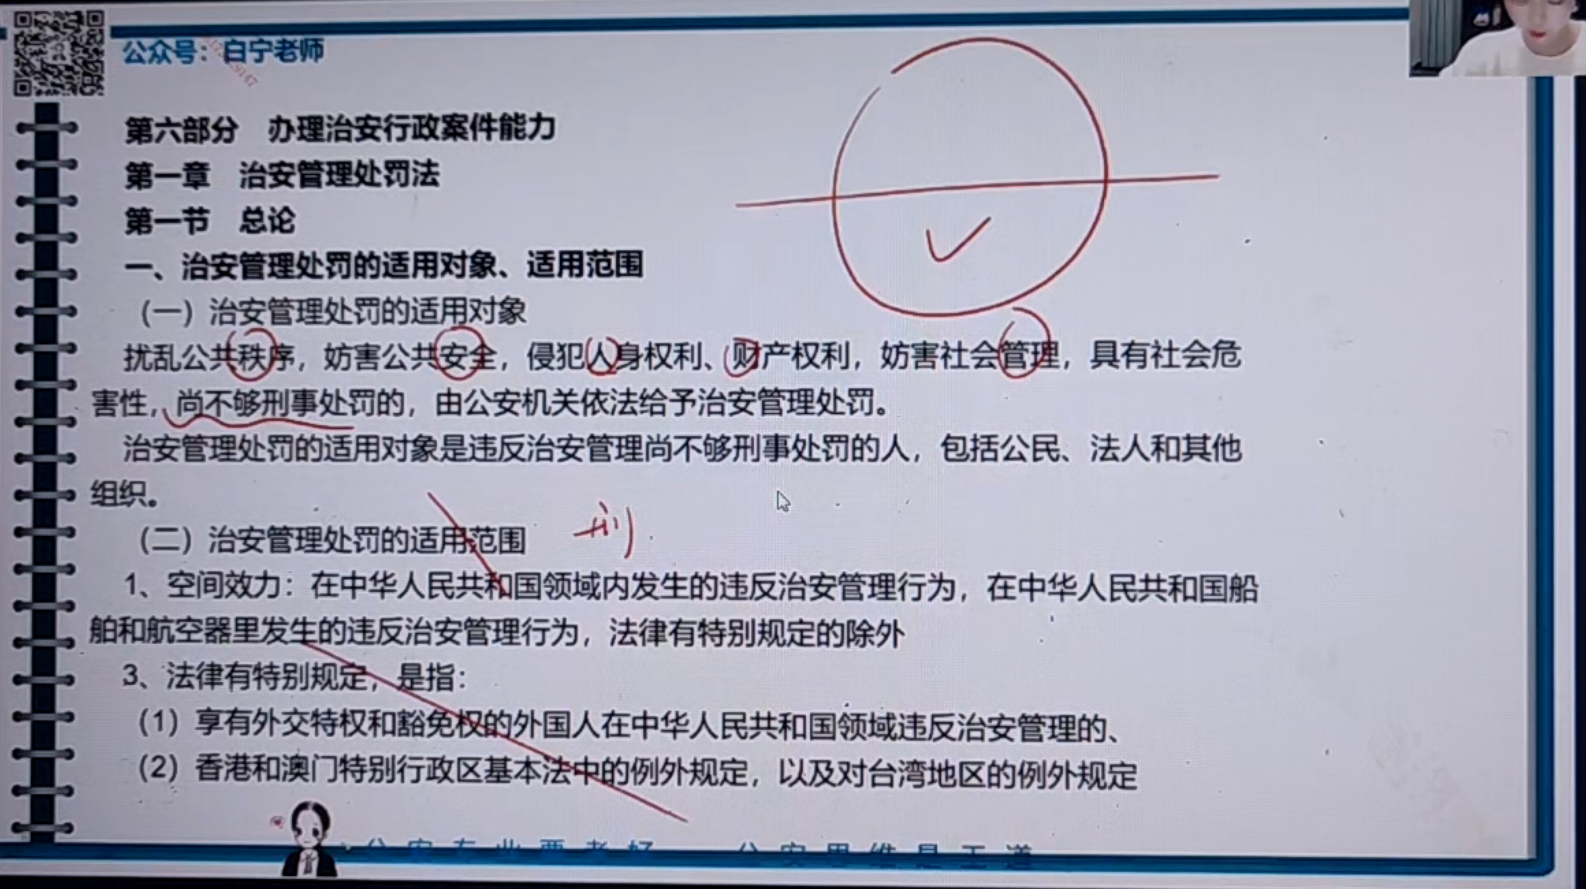 公众号：白宁老师
第六部分 办理治安行政案件能力
第一章 治安管理处罚法
第一节 总论
一、治安管理处罚的适用对象、适用范围
（一）治安管理处罚的适用对象
扰乱公共秩序，妨害公共安全，侵犯人身权利、财产权利，妨害社会管理，具有社会危
害性，尚不够刑事处罚的，由公安机关依法给予治安管理处罚。
治安管理处罚的适用对象是违反治安管理尚不够刑事处罚的人，包括公民、法人和其他
组织。
（二）治安管理处罚的适用范围
刑
1、空间效力：在中华人民共和国领域内发生的违反治安管理行为，在中华人民共和国船
舶和航空器里发生的违反治安管理行为，法律有特别规定的除外
3、法律有特别规定，是指：
（1）享有外交特权和豁免权的外国人在中华人民共和国领域违反治安管理的、
（2）香港和澳门特别行政区基本法中的例外规定，以及对台湾地区的例外规定